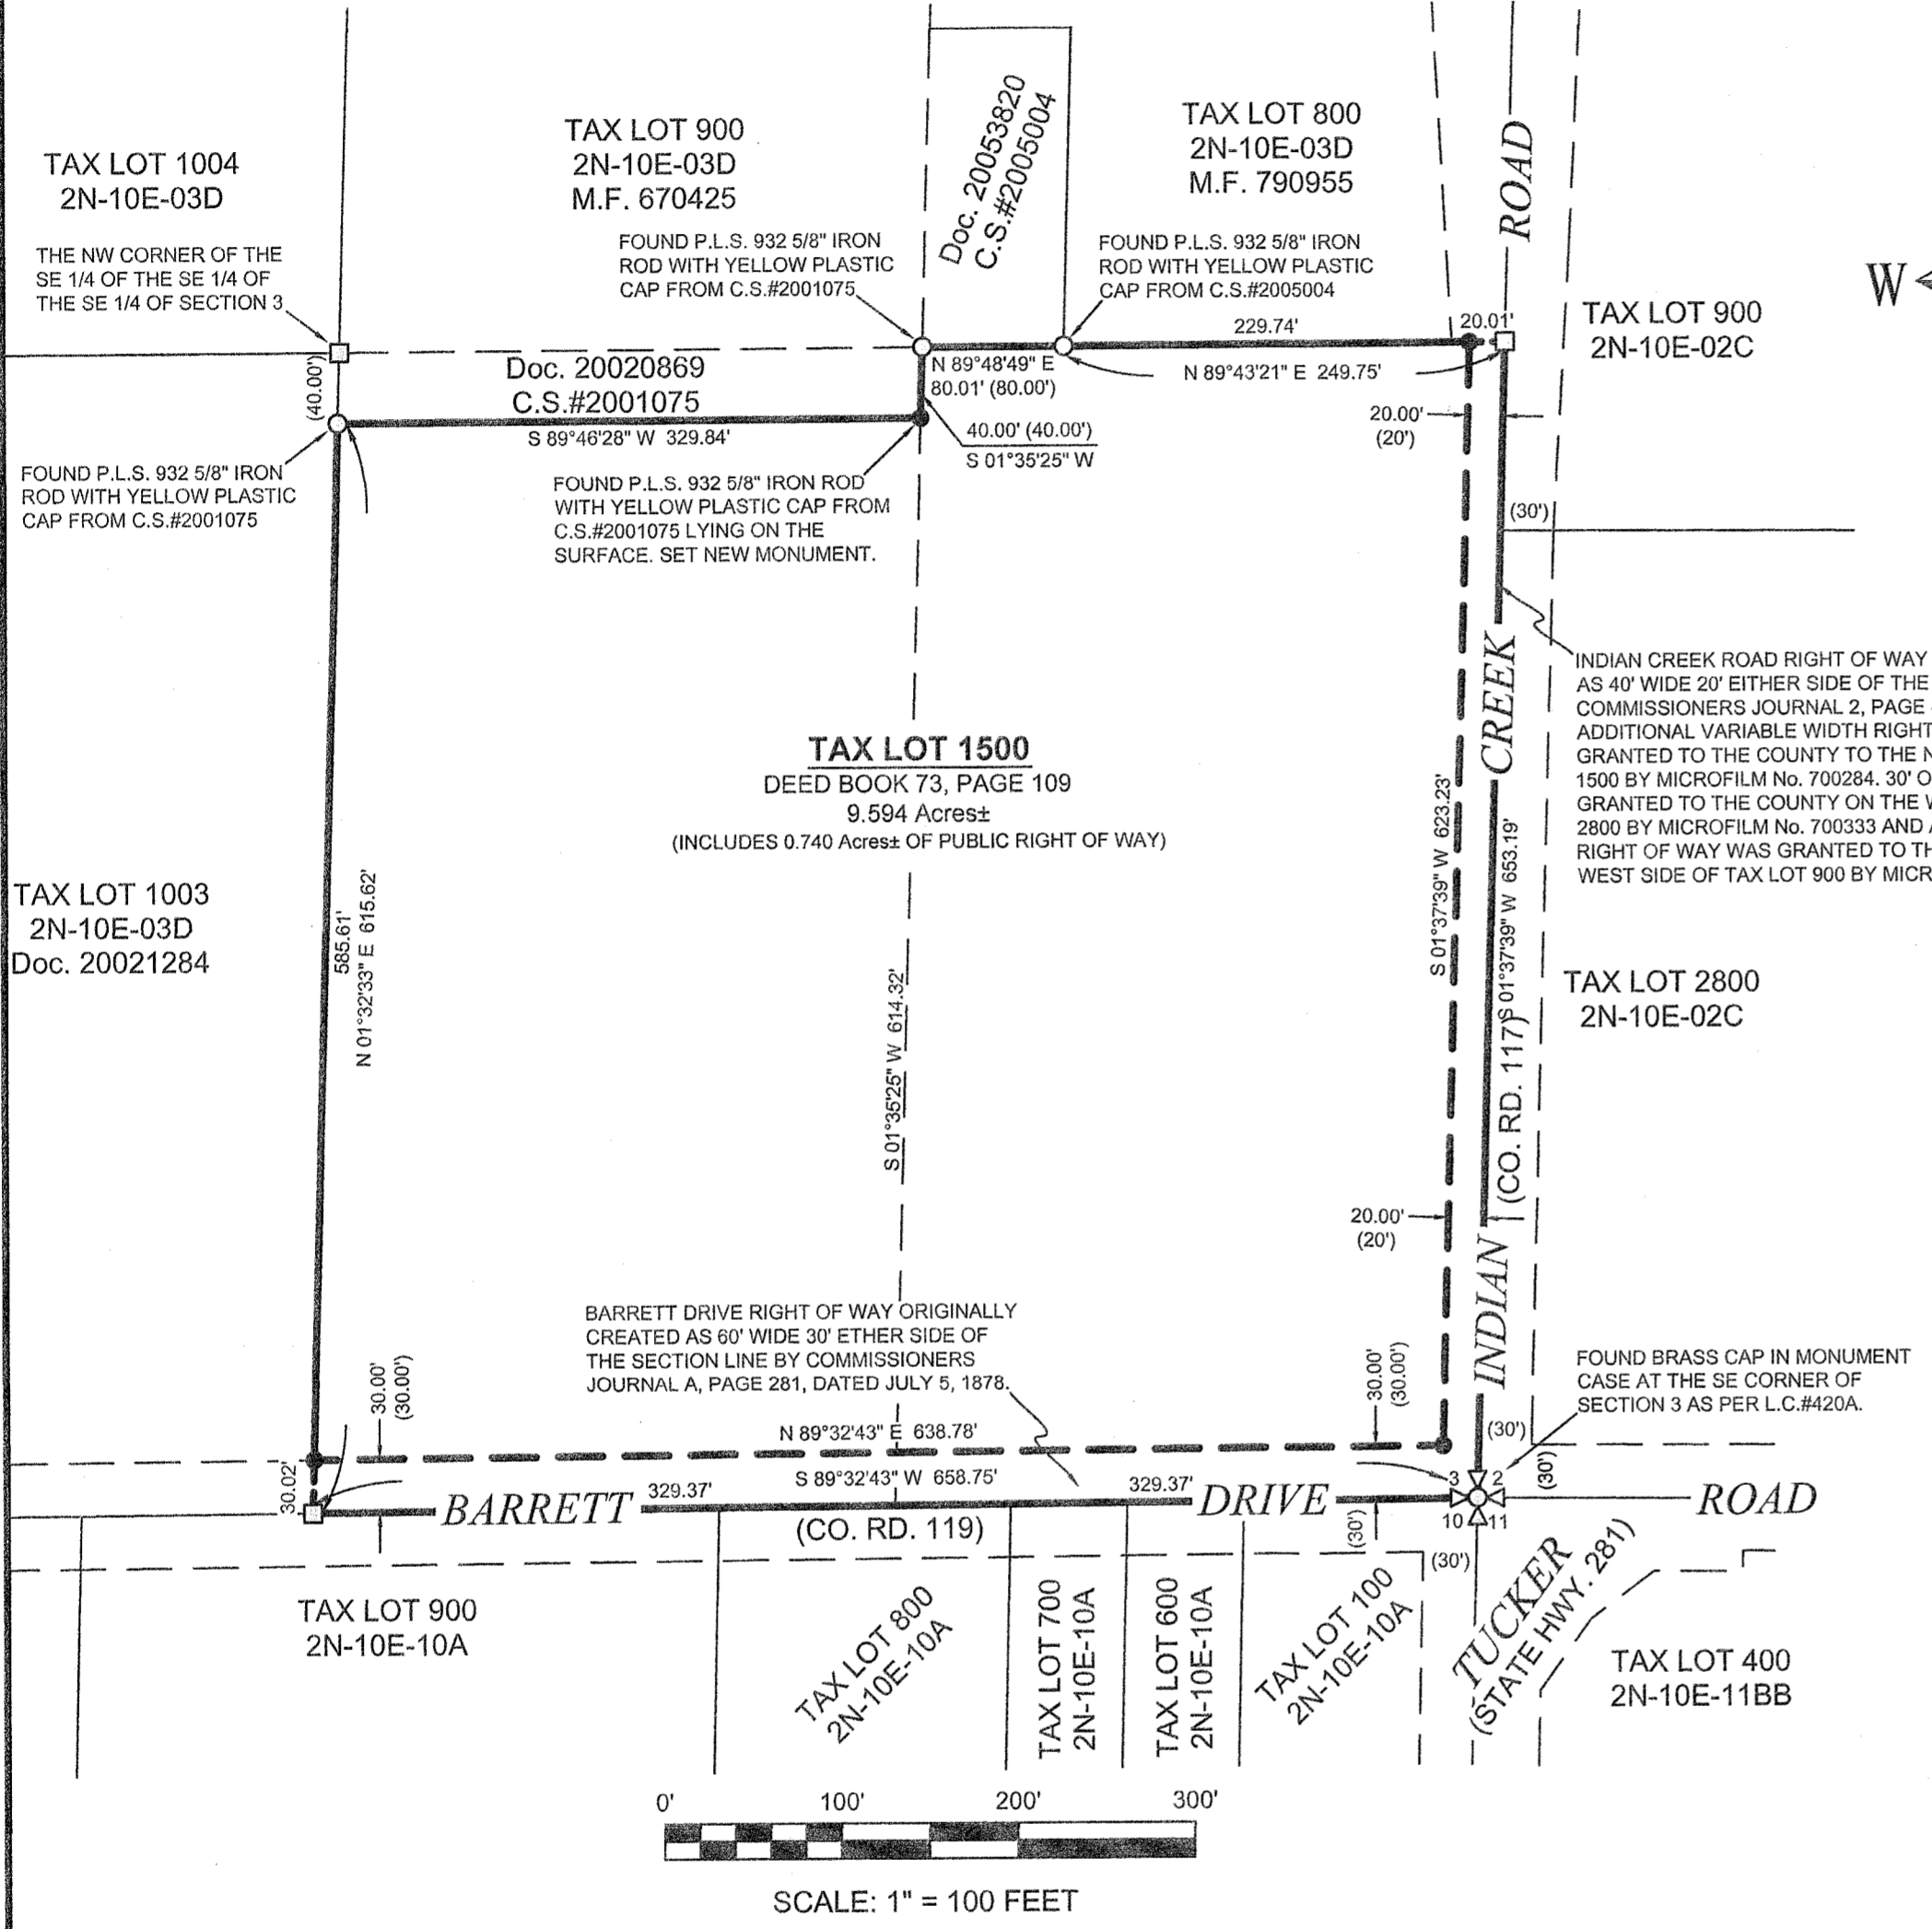 TAX LOT 1004
2N-10E-03D
THE NW CORNER OF THE
SE 1/4 OF THE SE 1/4 OF
THE SE 1/4 OF SECTION 3
TAX LOT 900
2N-10E-03D
M.F. 670425
FOUND P.L.S. 932 5/8" IRON
ROD WITH YELLOW PLASTIC
CAP FROM C.S.#2001075
Doc. 20053820
C.S.#2005004
TAX LOT 800
2N-10E-03D
M.F. 790955
FOUND P.L.S. 932 5/8" IRON
ROD WITH YELLOW PLASTIC
CAP FROM C.S.#2005004
ROAD
W
TAX LOT 900
2N-10E-02C
229.74'
20.01'
N 89°48'49" E
80.01' (80.00')
N 89°43'21" E 249.75'
(40.00')
Doc. 20020869
C.S.#2001075
S 89°46'28" W 329.84'
40.00' (40.00')
S 01°35'25" W
20.00'
(20')
FOUND P.L.S. 932 5/8" IRON
ROD WITH YELLOW PLASTIC
CAP FROM C.S.#2001075
FOUND P.L.S. 932 5/8" IRON ROD
WITH YELLOW PLASTIC CAP FROM
C.S.#2001075 LYING ON THE
SURFACE. SET NEW MONUMENT.
(30')
INDIAN CREEK ROAD RIGHT OF WAY
AS 40' WIDE 20' EITHER SIDE OF THE
COMMISSIONERS JOURNAL 2, PAGE
ADDITIONAL VARIABLE WIDTH RIGHT
GRANTED TO THE COUNTY TO THE N
1500 BY MICROFILM No. 700284. 30' O
GRANTED TO THE COUNTY ON THE W
2800 BY MICROFILM No. 700333 AND A
RIGHT OF WAY WAS GRANTED TO TH
WEST SIDE OF TAX LOT 900 BY MICR
CREEK
TAX LOT 1500
DEED BOOK 73, PAGE 109
9.594 Acres±
(INCLUDES 0.740 Acres± OF PUBLIC RIGHT OF WAY)
TAX LOT 1003
2N-10E-03D
Doc. 20021284
585.61'
N 01°32'33" E 615.62'
S 01°35'25" W 614.32'
S 01°37'39" W 623.23'
S 01°37'39" W 653.19'
(CO. RD. 117)
TAX LOT 2800
2N-10E-02C
20.00'
(20')
INDIAN
BARRETT DRIVE RIGHT OF WAY ORIGINALLY
CREATED AS 60' WIDE 30' ETHER SIDE OF
THE SECTION LINE BY COMMISSIONERS
JOURNAL A, PAGE 281, DATED JULY 5, 1878.
FOUND BRASS CAP IN MONUMENT
CASE AT THE SE CORNER OF
SECTION 3 AS PER L.C.#420A.
30.00'
(30.00')
30.00'
(30.00')
N 89°32'43" E 638.78'
(30')
(30')
30.02'
S 89°32'43" W 658.75'
329.37'
329.37'
3 2
10 11
BARRETT
DRIVE
ROAD
(CO. RD. 119)
(30')
(30')
TUCKER
(STATE HWY. 281)
TAX LOT 900
2N-10E-10A
TAX LOT 800
2N-10E-10A
TAX LOT 700
2N-10E-10A
TAX LOT 600
2N-10E-10A
TAX LOT 100
2N-10E-10A
TAX LOT 400
2N-10E-11BB
0' 100' 200' 300'
SCALE: 1" = 100 FEET